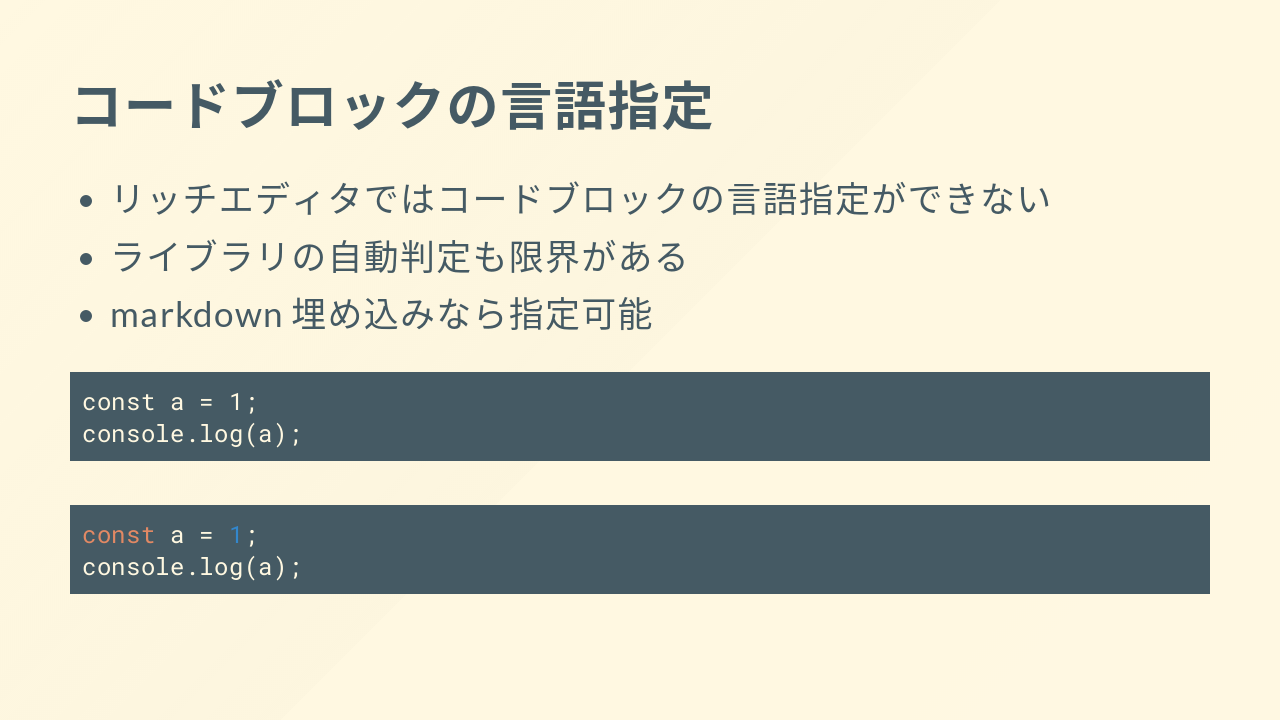 コードブロックの言語指定
• リッチエディタではコードブロックの言語指定ができない
• ライブラリの自動判定も限界がある
• markdown 埋め込みなら指定可能
const a = 1;
console.log(a);
const a = 1;
console.log(a);